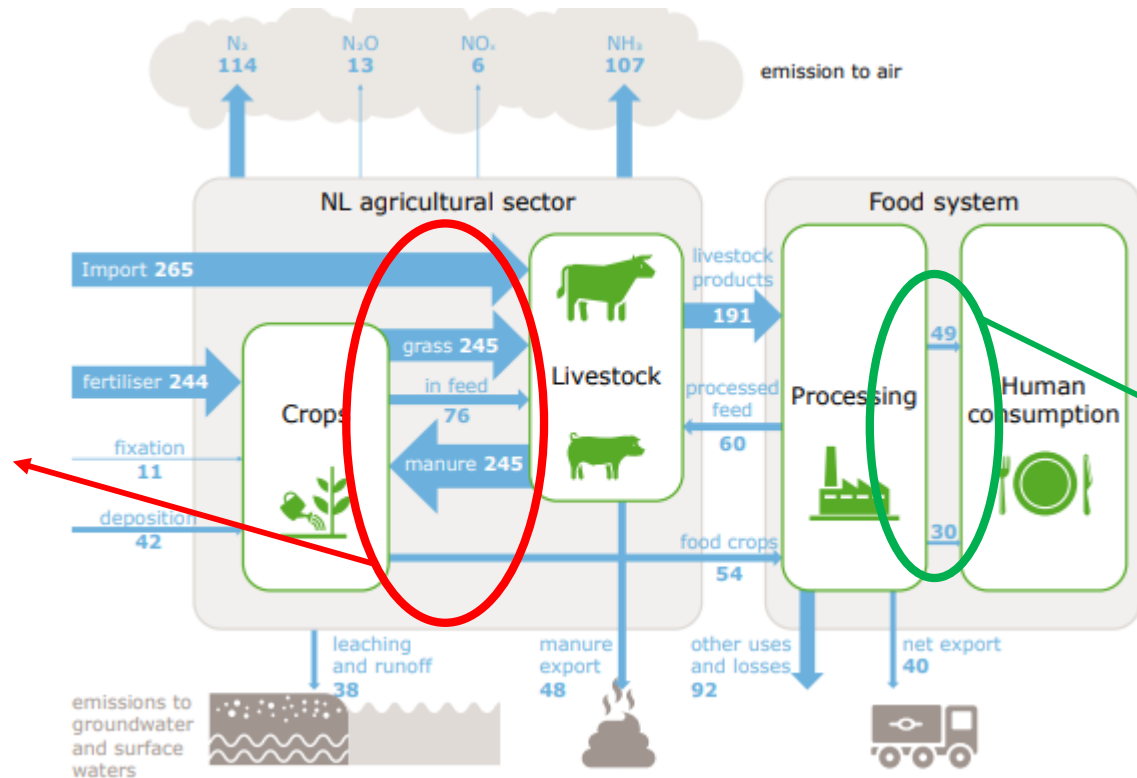 N₂
114
N₂O
13
NOₓ
6
NH₃
107
emission to air
NL agricultural sector
Food system
Import 265
livestock
products
191
grass 245
fertiliser 244
in feed
76
Crops
Livestock
manure 245
processed
feed
60
Processing
49
Human
consumption
30
fixation
11
deposition
42
food crops
54
leaching
and runoff
38
manure
export
48
other uses
and losses
92
net export
40
emissions to
groundwater
and surface
waters